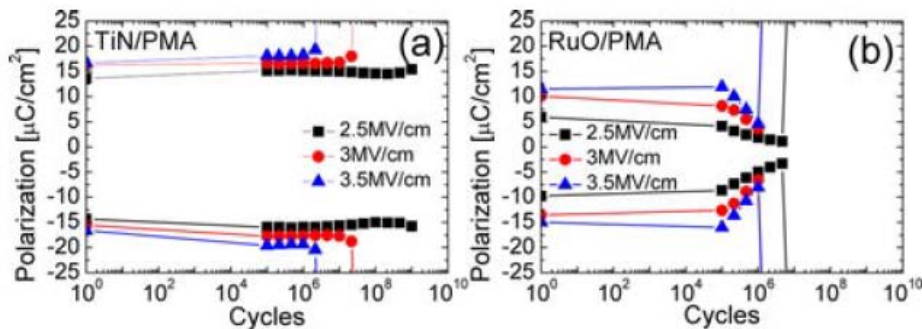 TiN/PMA
(a)
2.5MV/cm
3MV/cm
3.5MV/cm
Polarization [μC/cm²]
25
20
15
10
5
0
-5
-10
-15
-20
-25
10⁰ 10² 10⁴ 10⁶ 10⁸ 10¹⁰
Cycles
RuO/PMA
(b)
2.5MV/cm
3MV/cm
3.5MV/cm
Polarization [μC/cm²]
25
20
15
10
5
0
-5
-10
-15
-20
-25
10⁰ 10² 10⁴ 10⁶ 10⁸ 10¹⁰
Cycles